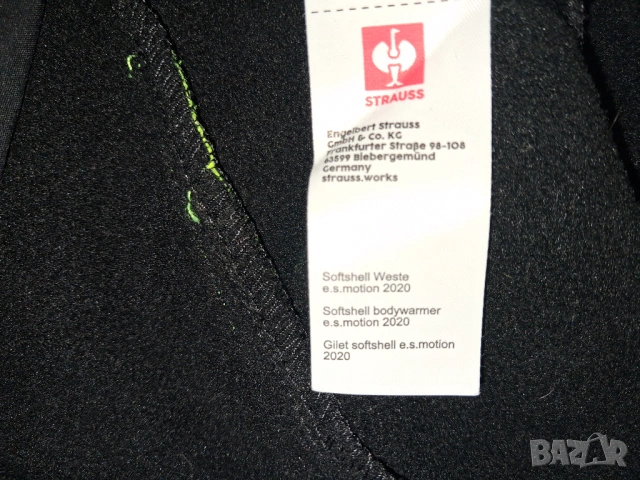 STRAUSS
Engelbert Strauss
GmbH & Co. KG
Frankfurter Straße 98-108
63599 Biebergemünd
Germany
strauss.works
Softshell Weste
e.s.motion 2020
Softshell bodywarmer
e.s.motion 2020
Gilet softshell e.s.motion
2020
BAZAR